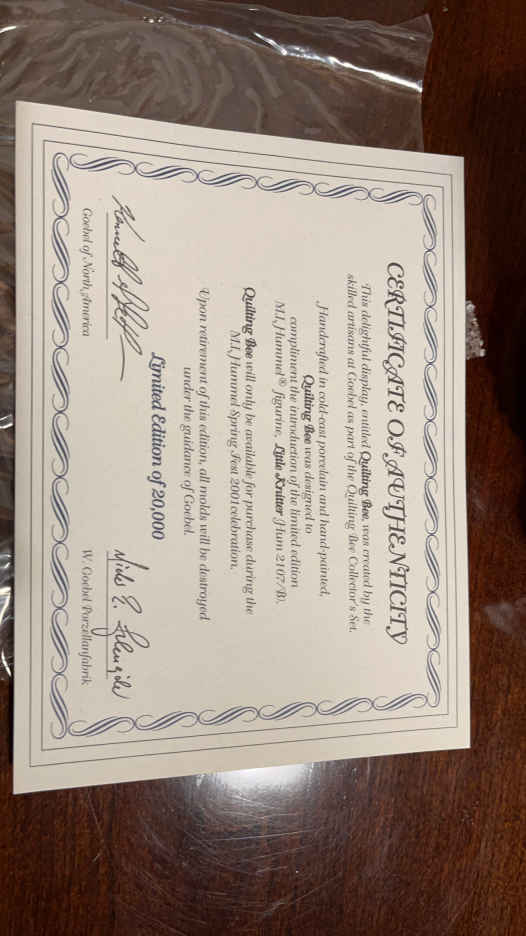 CERTIFICATE OF AUTHENTICITY
This delightful display, entitled Quilting Bee, was created by the
skilled artisans at Goebel as part of the Quilting Bee Collector's Set.
Handcrafted in cold-cast porcelain and hand-painted,
Quilting Bee was designed to
compliment the introduction of the limited edition
M.I. Hummel® figurine, Little Knitter (Hum 2107/B).
Quilting Bee will only be available for purchase during the
M.I. Hummel Spring Fest 2001 celebration.
Upon retirement of this edition, all molds will be destroyed
under the guidance of Goebel.
Limited Edition of 20,000
Goebel of North America
W. Goebel Porzellanfabrik